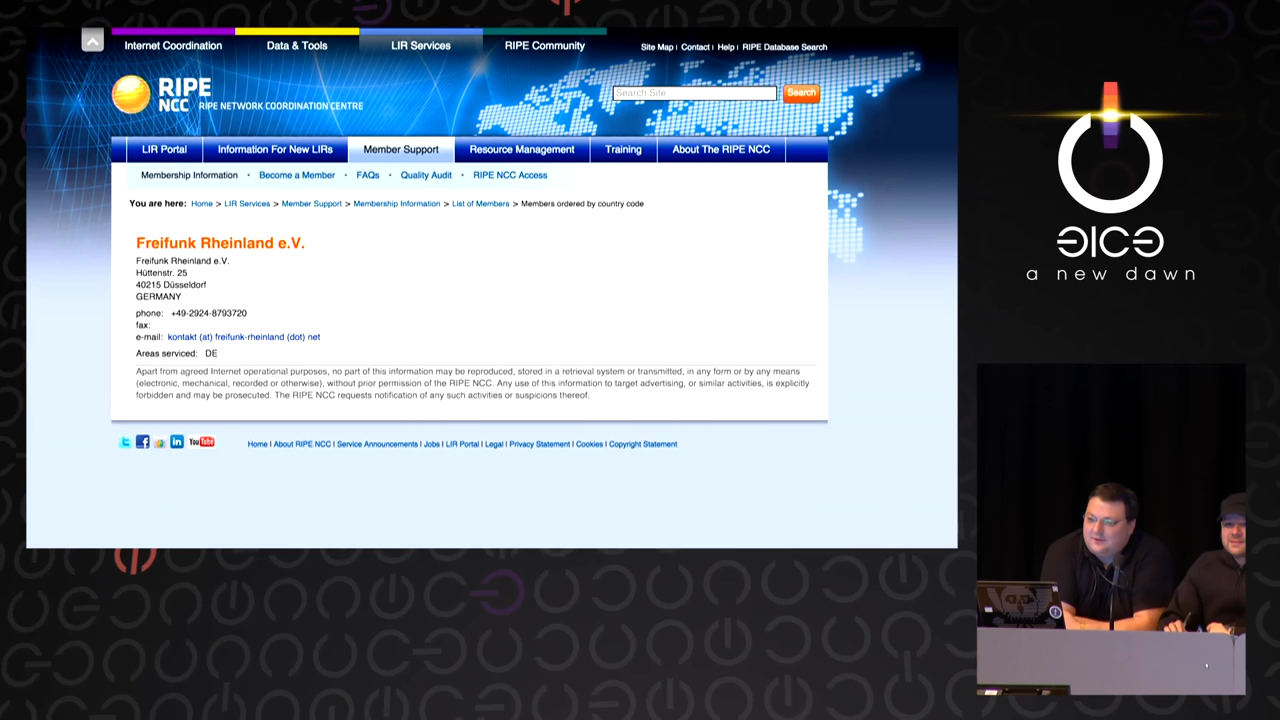 Internet Coordination
Data & Tools
LIR Services
RIPE Community
Site Map | Contact | Help | RIPE Database Search
RIPE
NCC RIPE NETWORK COORDINATION CENTRE
Search Site
Search
LIR Portal
Information For New LIRs
Member Support
Resource Management
Training
About The RIPE NCC
Membership Information • Become a Member • FAQs • Quality Audit • RIPE NCC Access
You are here: Home > LIR Services > Member Support > Membership Information > List of Members > Members ordered by country code
Freifunk Rheinland e.V.
Freifunk Rheinland e.V.
Hüttenstr. 25
40215 Düsseldorf
GERMANY
phone: +49-2924-8793720
fax:
e-mail: kontakt (at) freifunk-rheinland (dot) net
Areas serviced: DE
Apart from agreed Internet operational purposes, no part of this information may be reproduced, stored in a retrieval system or transmitted, in any form or by any means
(electronic, mechanical, recorded or otherwise), without prior permission of the RIPE NCC. Any use of this information to target advertising, or similar activities, is explicitly
forbidden and may be prosecuted. The RIPE NCC requests notification of any such activities or suspicions thereof.
You Tube
Home | About RIPE NCC | Service Announcements | Jobs | LIR Portal | Legal | Privacy Statement | Cookies | Copyright Statement
a new dawn